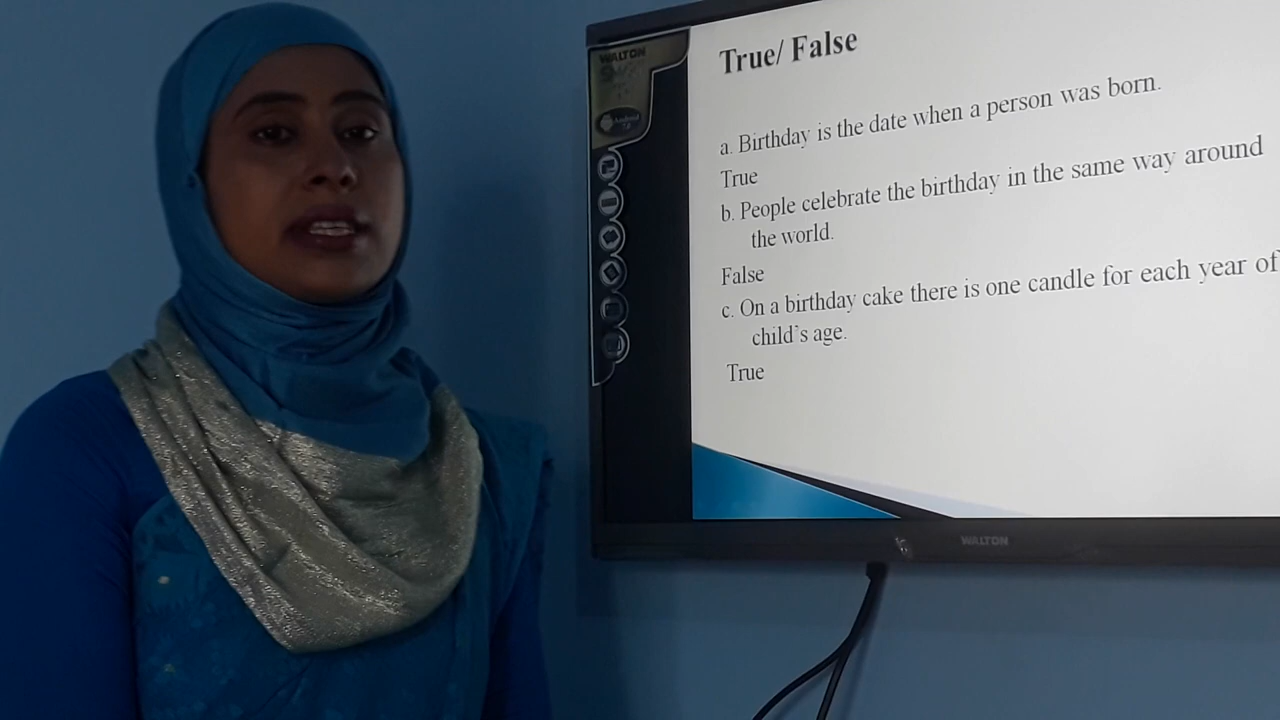 WALTON
True/ False
a. Birthday is the date when a person was born.
True
b. People celebrate the birthday in the same way around
the world.
False
c. On a birthday cake there is one candle for each year of
child`s age.
True
WALTON